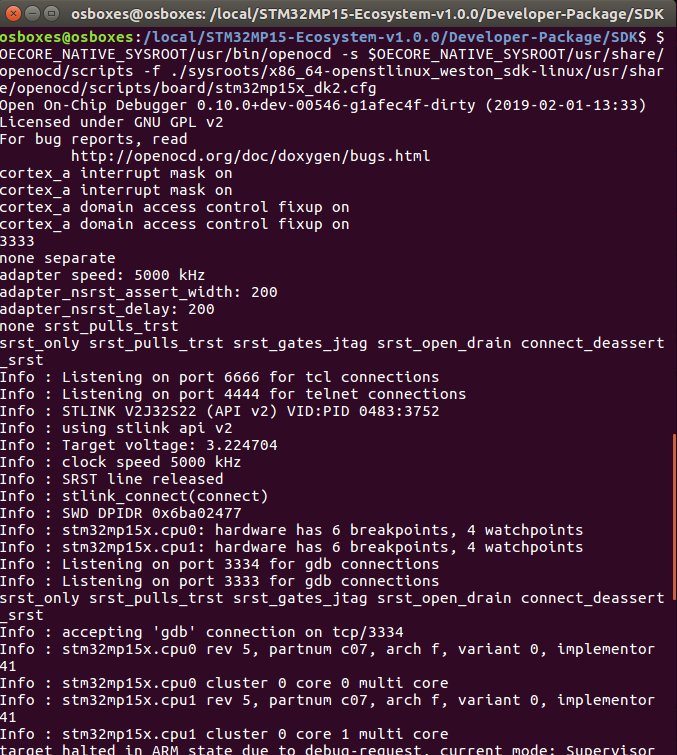 osboxes@osboxes: /local/STM32MP15-Ecosystem-v1.0.0/Developer-Package/SDK
osboxes@osboxes:/local/STM32MP15-Ecosystem-v1.0.0/Developer-Package/SDK$ $
OECORE_NATIVE_SYSROOT/usr/bin/openocd -s $OECORE_NATIVE_SYSROOT/usr/share/
openocd/scripts -f ./sysroots/x86_64-openstlinux_weston_sdk-linux/usr/shar
e/openocd/scripts/board/stm32mp15x_dk2.cfg
Open On-Chip Debugger 0.10.0+dev-00546-g1afec4f-dirty (2019-02-01-13:33)
Licensed under GNU GPL v2
For bug reports, read
        http://openocd.org/doc/doxygen/bugs.html
cortex_a interrupt mask on
cortex_a interrupt mask on
cortex_a domain access control fixup on
cortex_a domain access control fixup on
3333
none separate
adapter speed: 5000 kHz
adapter_nsrst_assert_width: 200
adapter_nsrst_delay: 200
none srst_pulls_trst
srst_only srst_pulls_trst srst_gates_jtag srst_open_drain connect_deassert
_srst
Info : Listening on port 6666 for tcl connections
Info : Listening on port 4444 for telnet connections
Info : STLINK V2J32S22 (API v2) VID:PID 0483:3752
Info : using stlink api v2
Info : Target voltage: 3.224704
Info : clock speed 5000 kHz
Info : SRST line released
Info : stlink_connect(connect)
Info : SWD DPIDR 0x6ba02477
Info : stm32mp15x.cpu0: hardware has 6 breakpoints, 4 watchpoints
Info : stm32mp15x.cpu1: hardware has 6 breakpoints, 4 watchpoints
Info : Listening on port 3334 for gdb connections
Info : Listening on port 3333 for gdb connections
srst_only srst_pulls_trst srst_gates_jtag srst_open_drain connect_deassert
_srst
Info : accepting 'gdb' connection on tcp/3334
Info : stm32mp15x.cpu0 rev 5, partnum c07, arch f, variant 0, implementor
41
Info : stm32mp15x.cpu0 cluster 0 core 0 multi core
Info : stm32mp15x.cpu1 rev 5, partnum c07, arch f, variant 0, implementor
41
Info : stm32mp15x.cpu1 cluster 0 core 1 multi core
target halted in ARM state due to debug-request, current mode: Supervisor